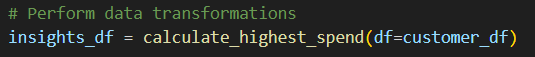 # Perform data transformations
insights_df = calculate_highest_spend(df=customer_df)